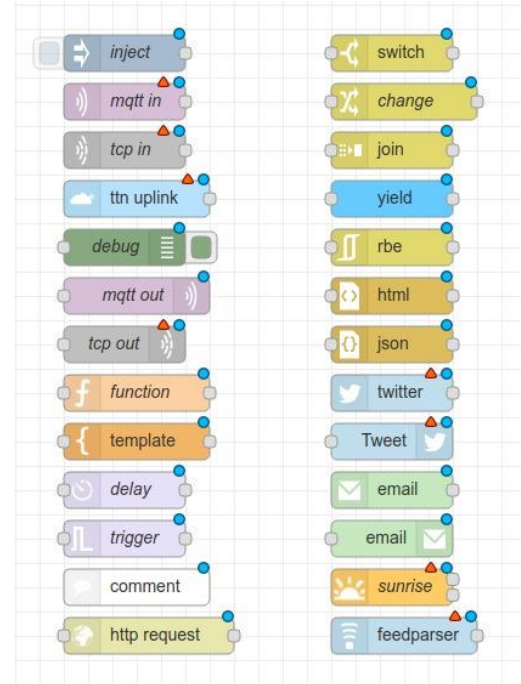 inject
mqtt in
tcp in
ttn uplink
debug
mqtt out
tcp out
function
template
delay
trigger
comment
http request
switch
change
join
yield
rbe
html
json
twitter
Tweet
email
email
sunrise
feedparser